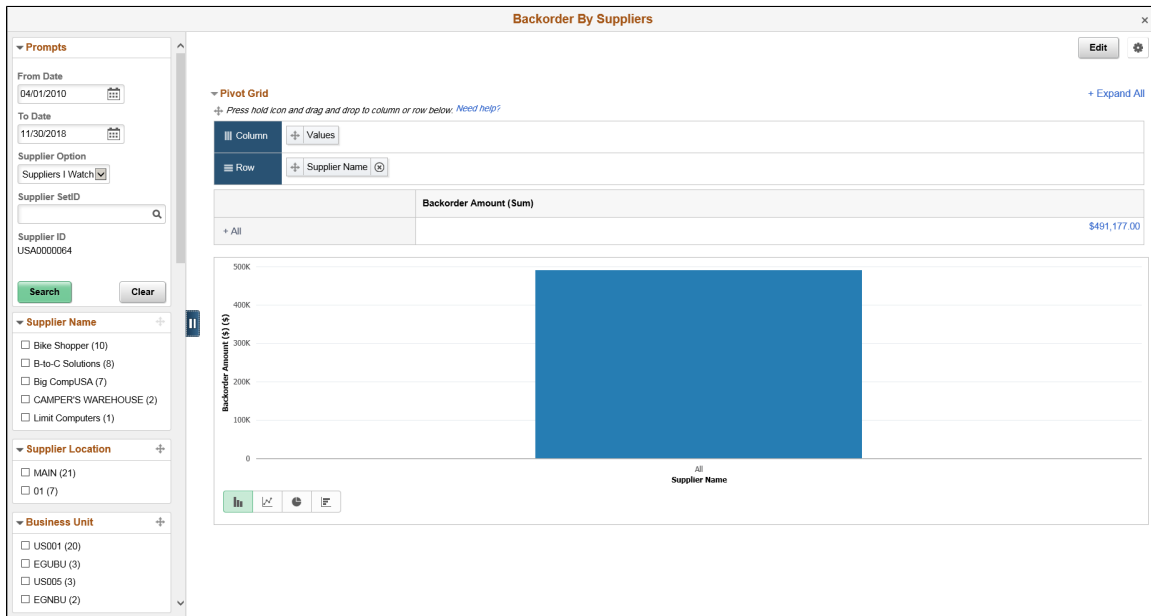 Backorder By Suppliers
×
Prompts
From Date
04/01/2010
To Date
11/30/2018
Supplier Option
Suppliers I Watch
Supplier SetID
Supplier ID
USA0000064
Search Clear
Supplier Name
Bike Shopper (10)
B-to-C Solutions (8)
Big CompUSA (7)
CAMPER'S WAREHOUSE (2)
Limit Computers (1)
Supplier Location
MAIN (21)
01 (7)
Business Unit
US001 (20)
EGUBU (3)
US005 (3)
EGNBU (2)
Edit
Pivot Grid
+ Expand All
Press hold icon and drag and drop to column or row below. Need help?
Column Values
Row Supplier Name
Backorder Amount (Sum)
+ All $491,177.00
Backorder Amount ($) ($)
500K
400K
300K
200K
100K
0
All
Supplier Name